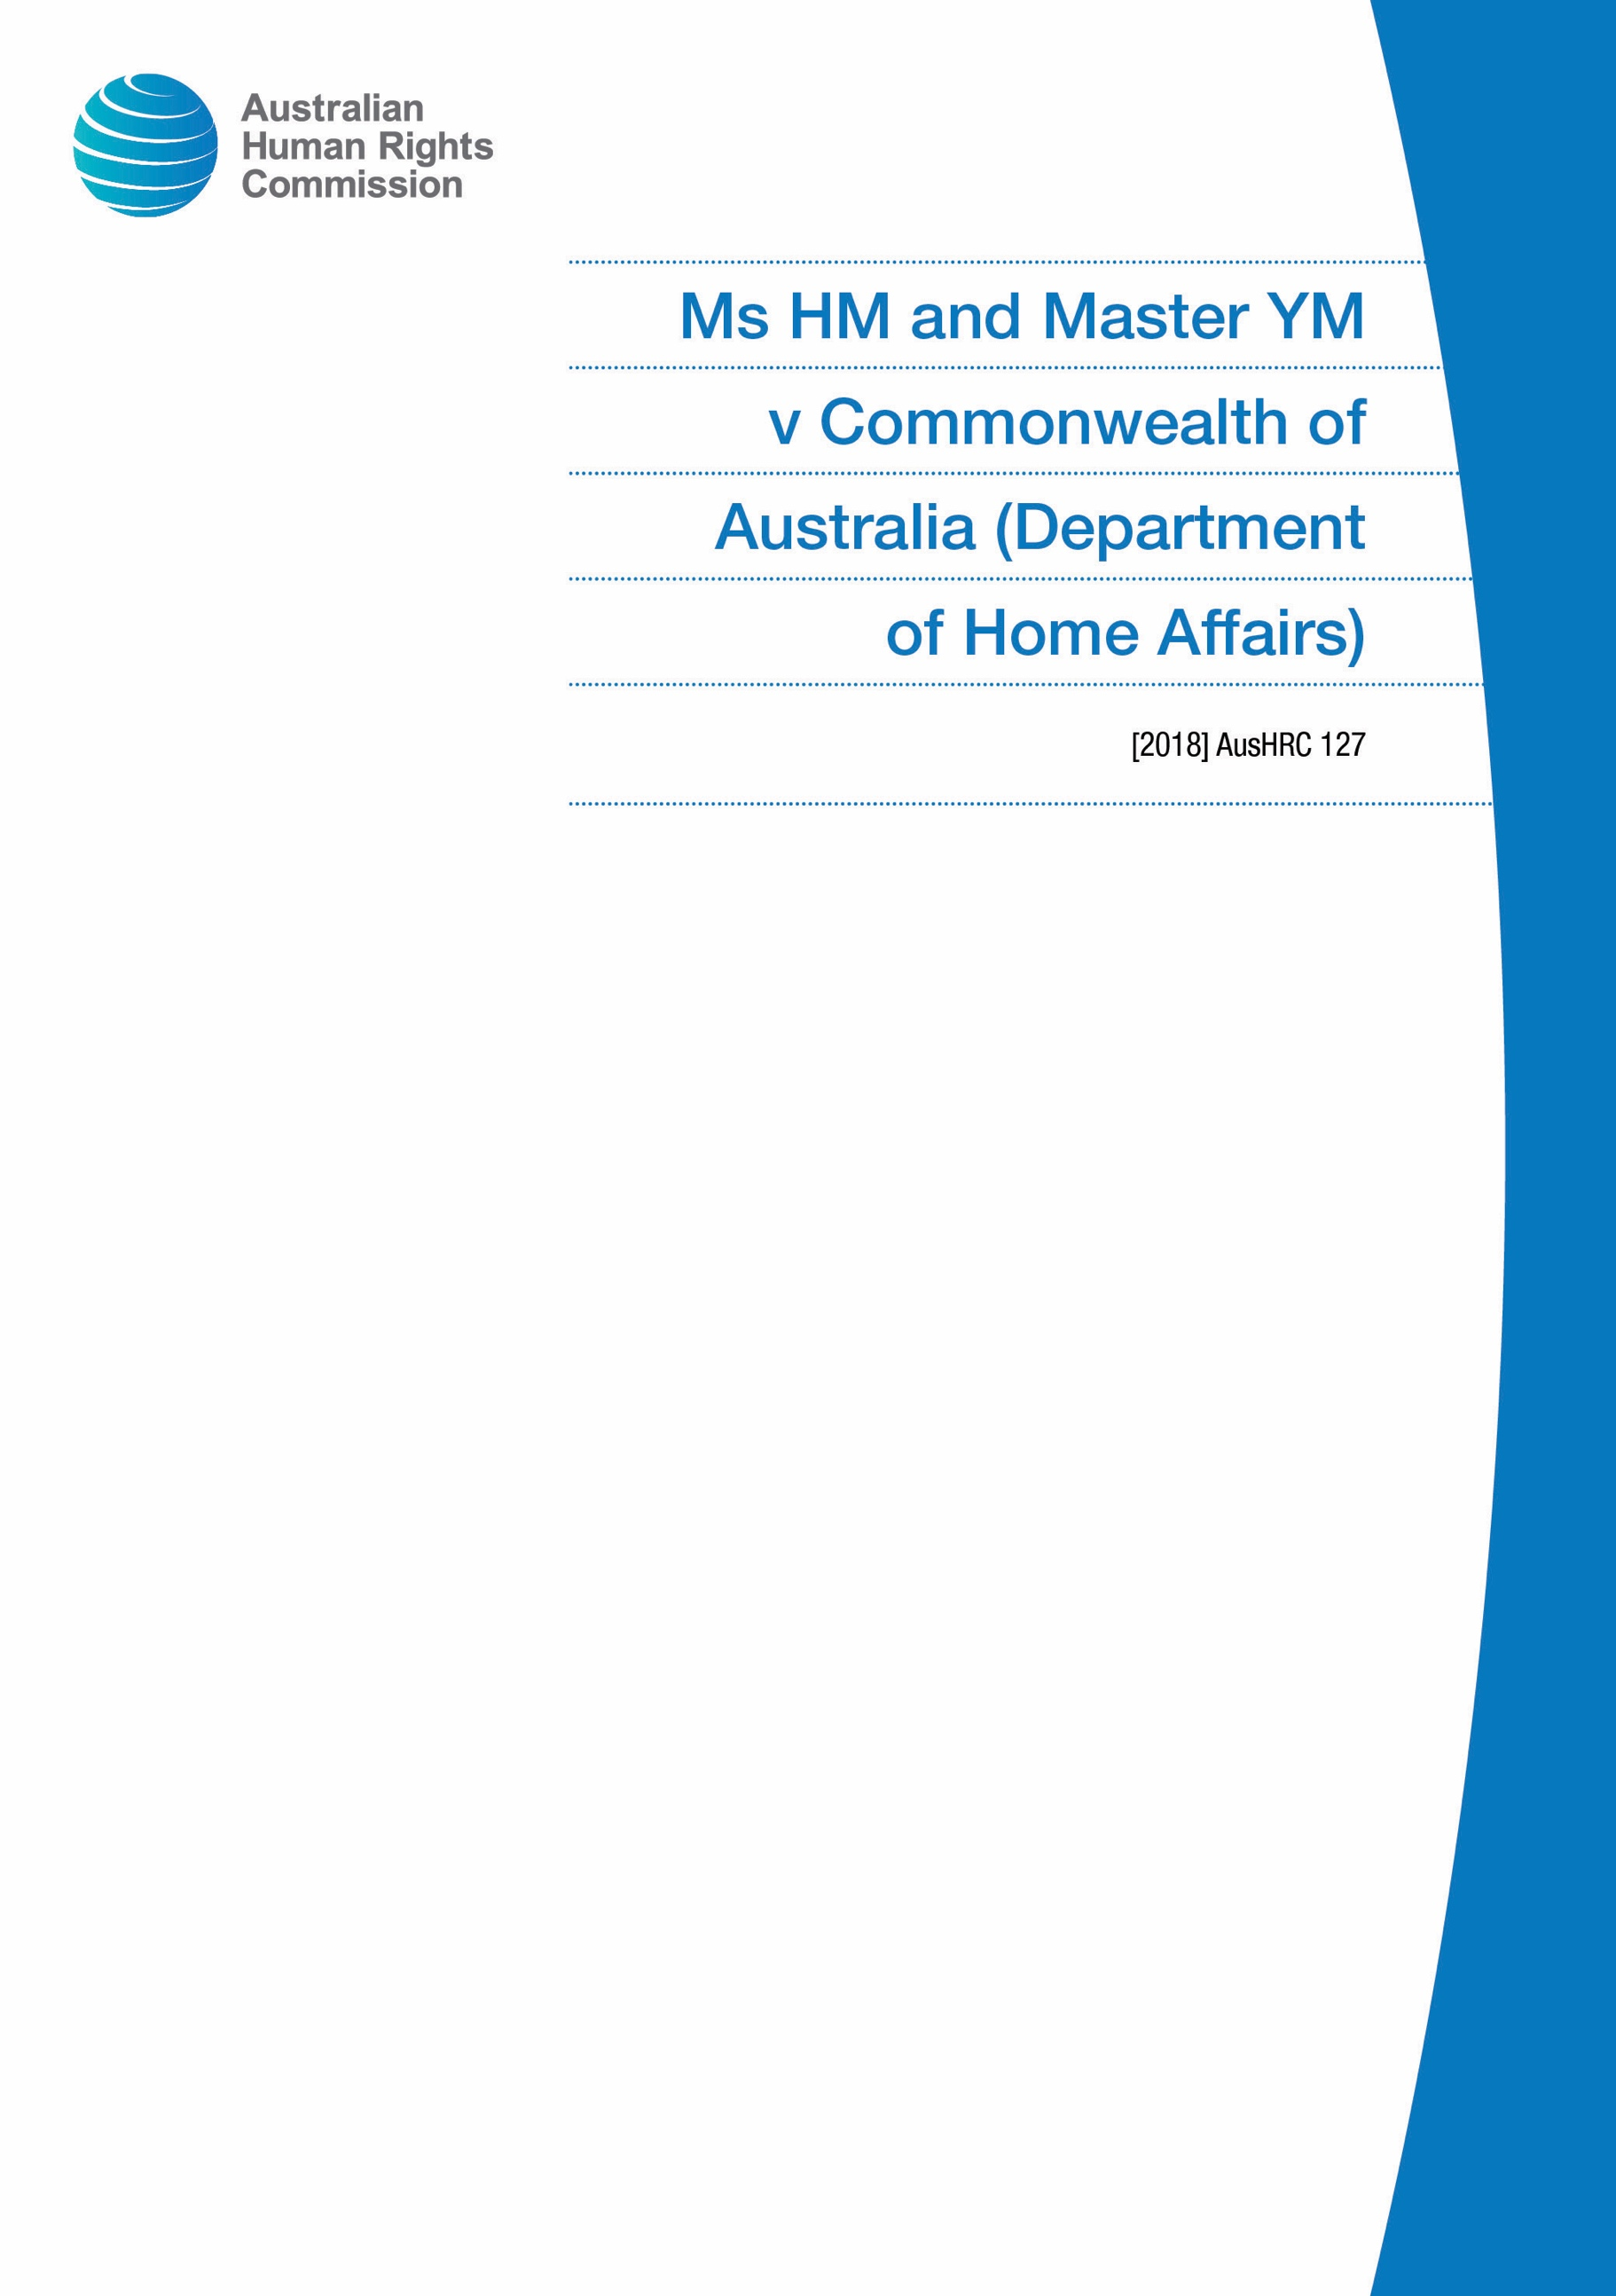 Australian
Human Rights
Commission
Ms HM and Master YM
v Commonwealth of
Australia (Department
of Home Affairs)
[2018] AusHRC 127